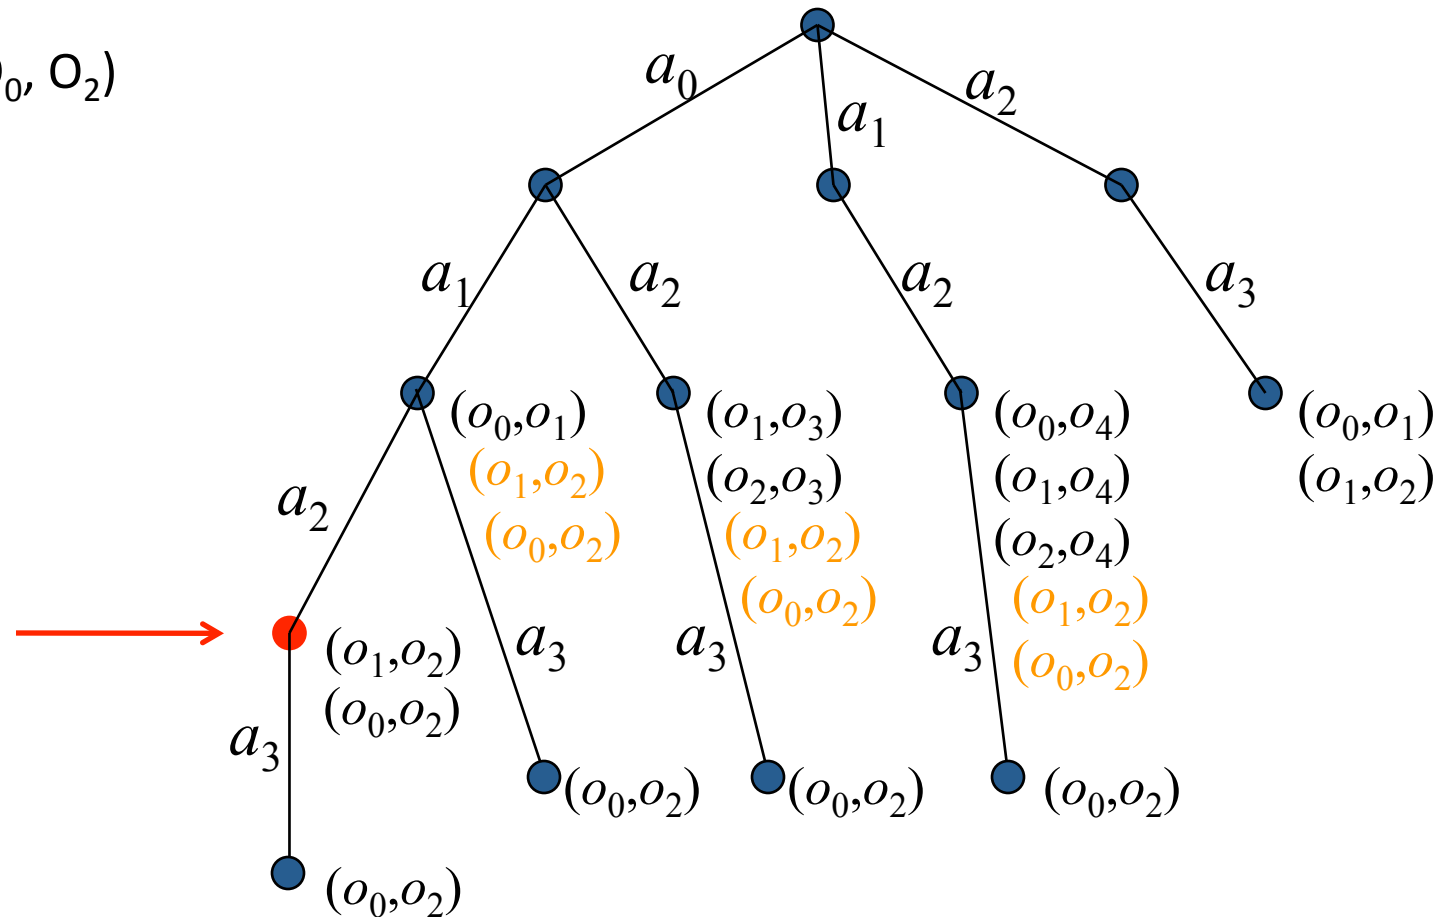 ₀, O₂)
a₀
a₂
a₁
a₁
a₂
a₂
a₃
(o₀,o₁)
(o₁,o₂)
(o₀,o₂)
(o₁,o₃)
(o₂,o₃)
(o₁,o₂)
(o₀,o₂)
(o₀,o₄)
(o₁,o₄)
(o₂,o₄)
(o₁,o₂)
(o₀,o₂)
(o₀,o₁)
(o₁,o₂)
a₂
(o₁,o₂)
(o₀,o₂)
a₃
a₃
a₃
a₃
(o₀,o₂)
(o₀,o₂)
(o₀,o₂)
(o₀,o₂)